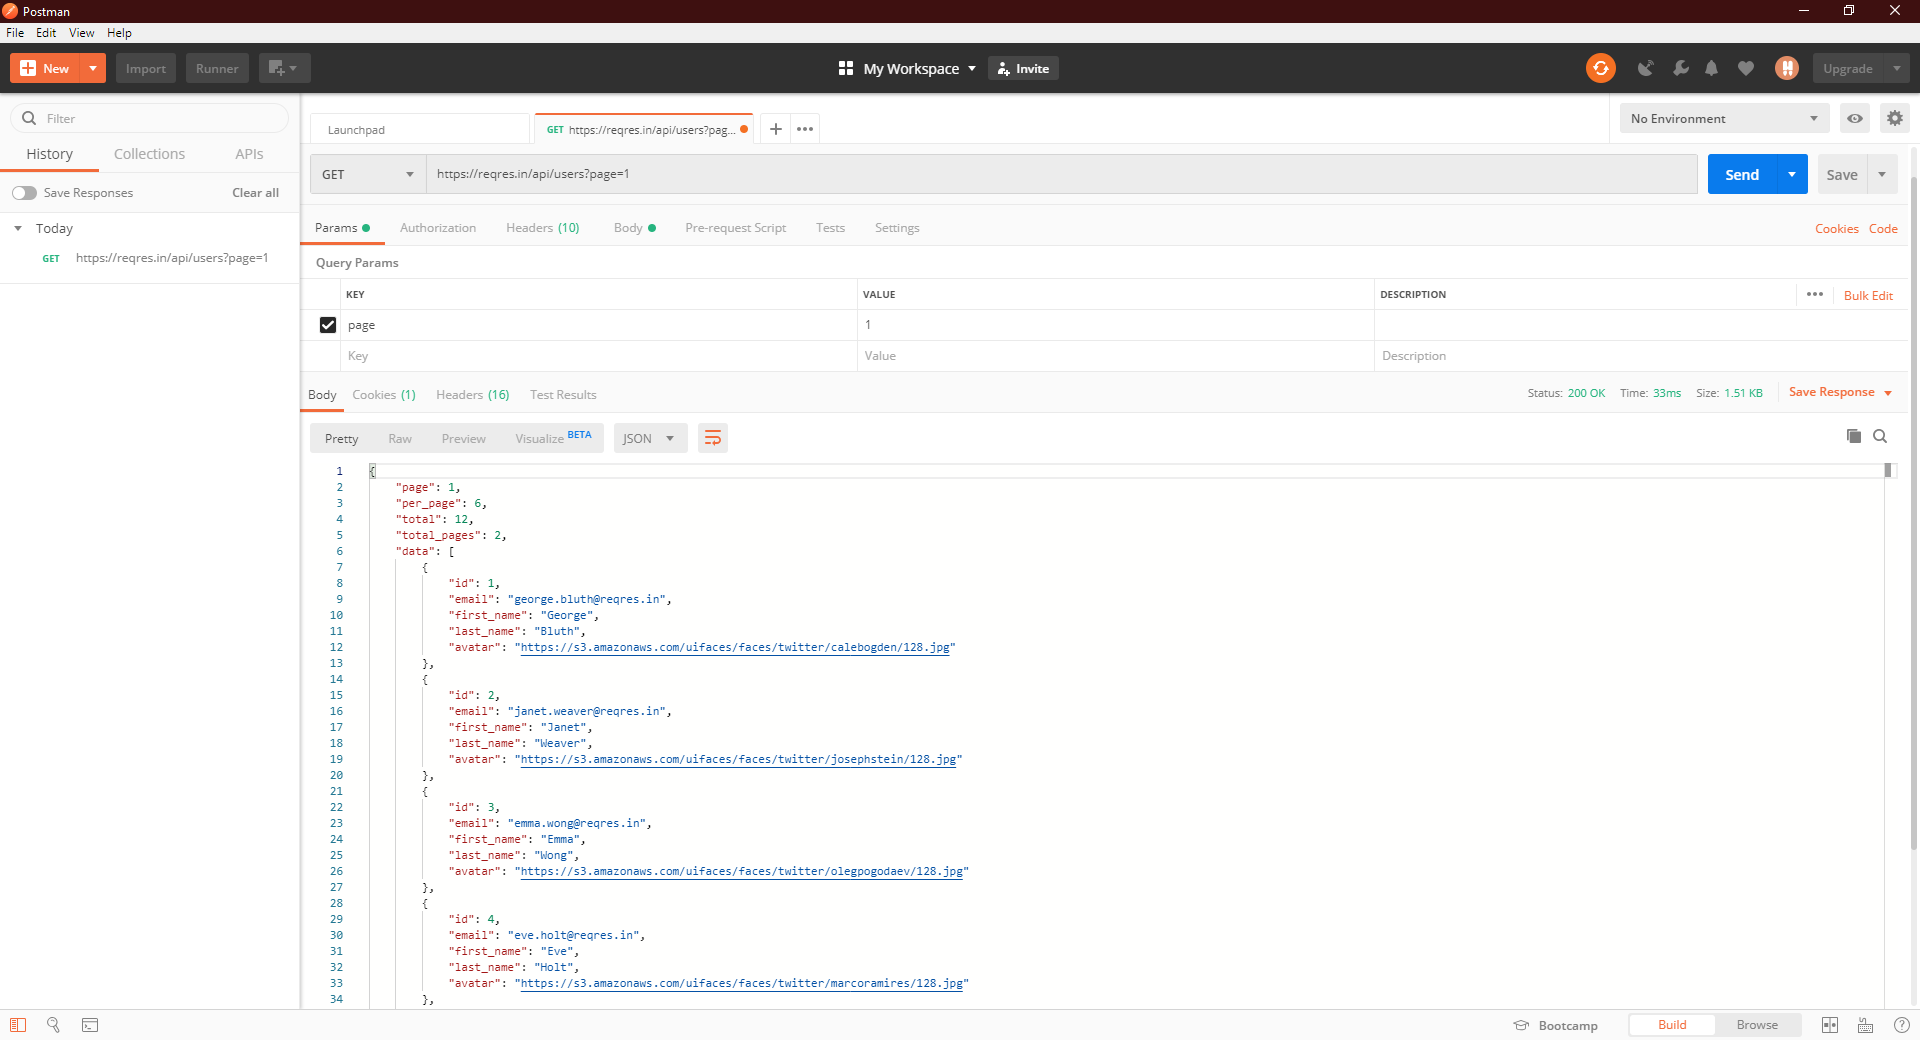 Postman
File Edit View Help
New Import Runner My Workspace Invite Upgrade
Filter
History Collections APIs
Save Responses Clear all
Today
GET https://reqres.in/api/users?page=1
Launchpad GET https://reqres.in/api/users?pag... No Environment
GET https://reqres.in/api/users?page=1 Send Save
Params Authorization Headers (10) Body Pre-request Script Tests Settings Cookies Code
Query Params
KEY VALUE DESCRIPTION Bulk Edit
page 1
Key Value Description
Body Cookies (1) Headers (16) Test Results Status: 200 OK Time: 33ms Size: 1.51 KB Save Response
Pretty Raw Preview Visualize BETA JSON
1 {
2 "page": 1,
3 "per_page": 6,
4 "total": 12,
5 "total_pages": 2,
6 "data": [
7 {
8 "id": 1,
9 "email": "george.bluth@reqres.in",
10 "first_name": "George",
11 "last_name": "Bluth",
12 "avatar": "https://s3.amazonaws.com/uifaces/faces/twitter/calebogden/128.jpg"
13 },
14 {
15 "id": 2,
16 "email": "janet.weaver@reqres.in",
17 "first_name": "Janet",
18 "last_name": "Weaver",
19 "avatar": "https://s3.amazonaws.com/uifaces/faces/twitter/josephstein/128.jpg"
20 },
21 {
22 "id": 3,
23 "email": "emma.wong@reqres.in",
24 "first_name": "Emma",
25 "last_name": "Wong",
26 "avatar": "https://s3.amazonaws.com/uifaces/faces/twitter/olegpogodaev/128.jpg"
27 },
28 {
29 "id": 4,
30 "email": "eve.holt@reqres.in",
31 "first_name": "Eve",
32 "last_name": "Holt",
33 "avatar": "https://s3.amazonaws.com/uifaces/faces/twitter/marcoramires/128.jpg"
34 },
Bootcamp Build Browse